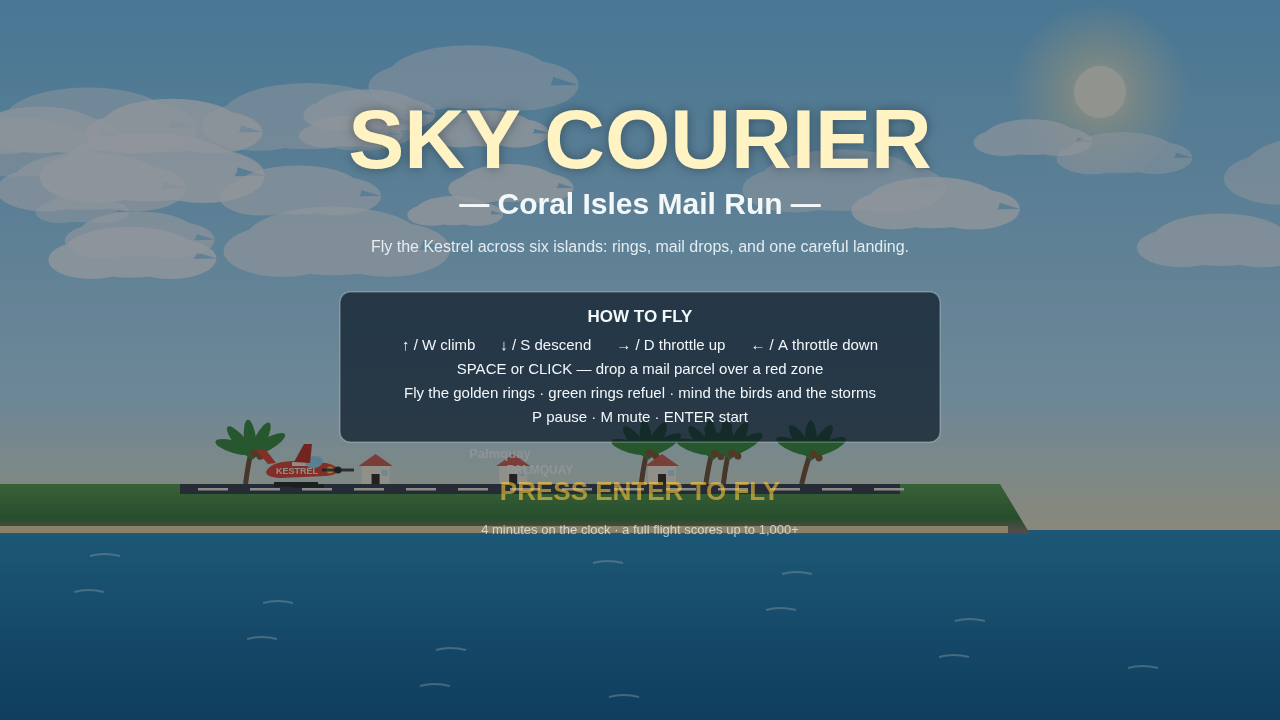 SKY COURIER
— Coral Isles Mail Run —
Fly the Kestrel across six islands: rings, mail drops, and one careful landing.
HOW TO FLY
↑ / W climb ↓ / S descend → / D throttle up ← / A throttle down
SPACE or CLICK — drop a mail parcel over a red zone
Fly the golden rings · green rings refuel · mind the birds and the storms
P pause · M mute · ENTER start
Palmquay
KESTREL
PRESS ENTER TO FLY
4 minutes on the clock · a full flight scores up to 1,000+